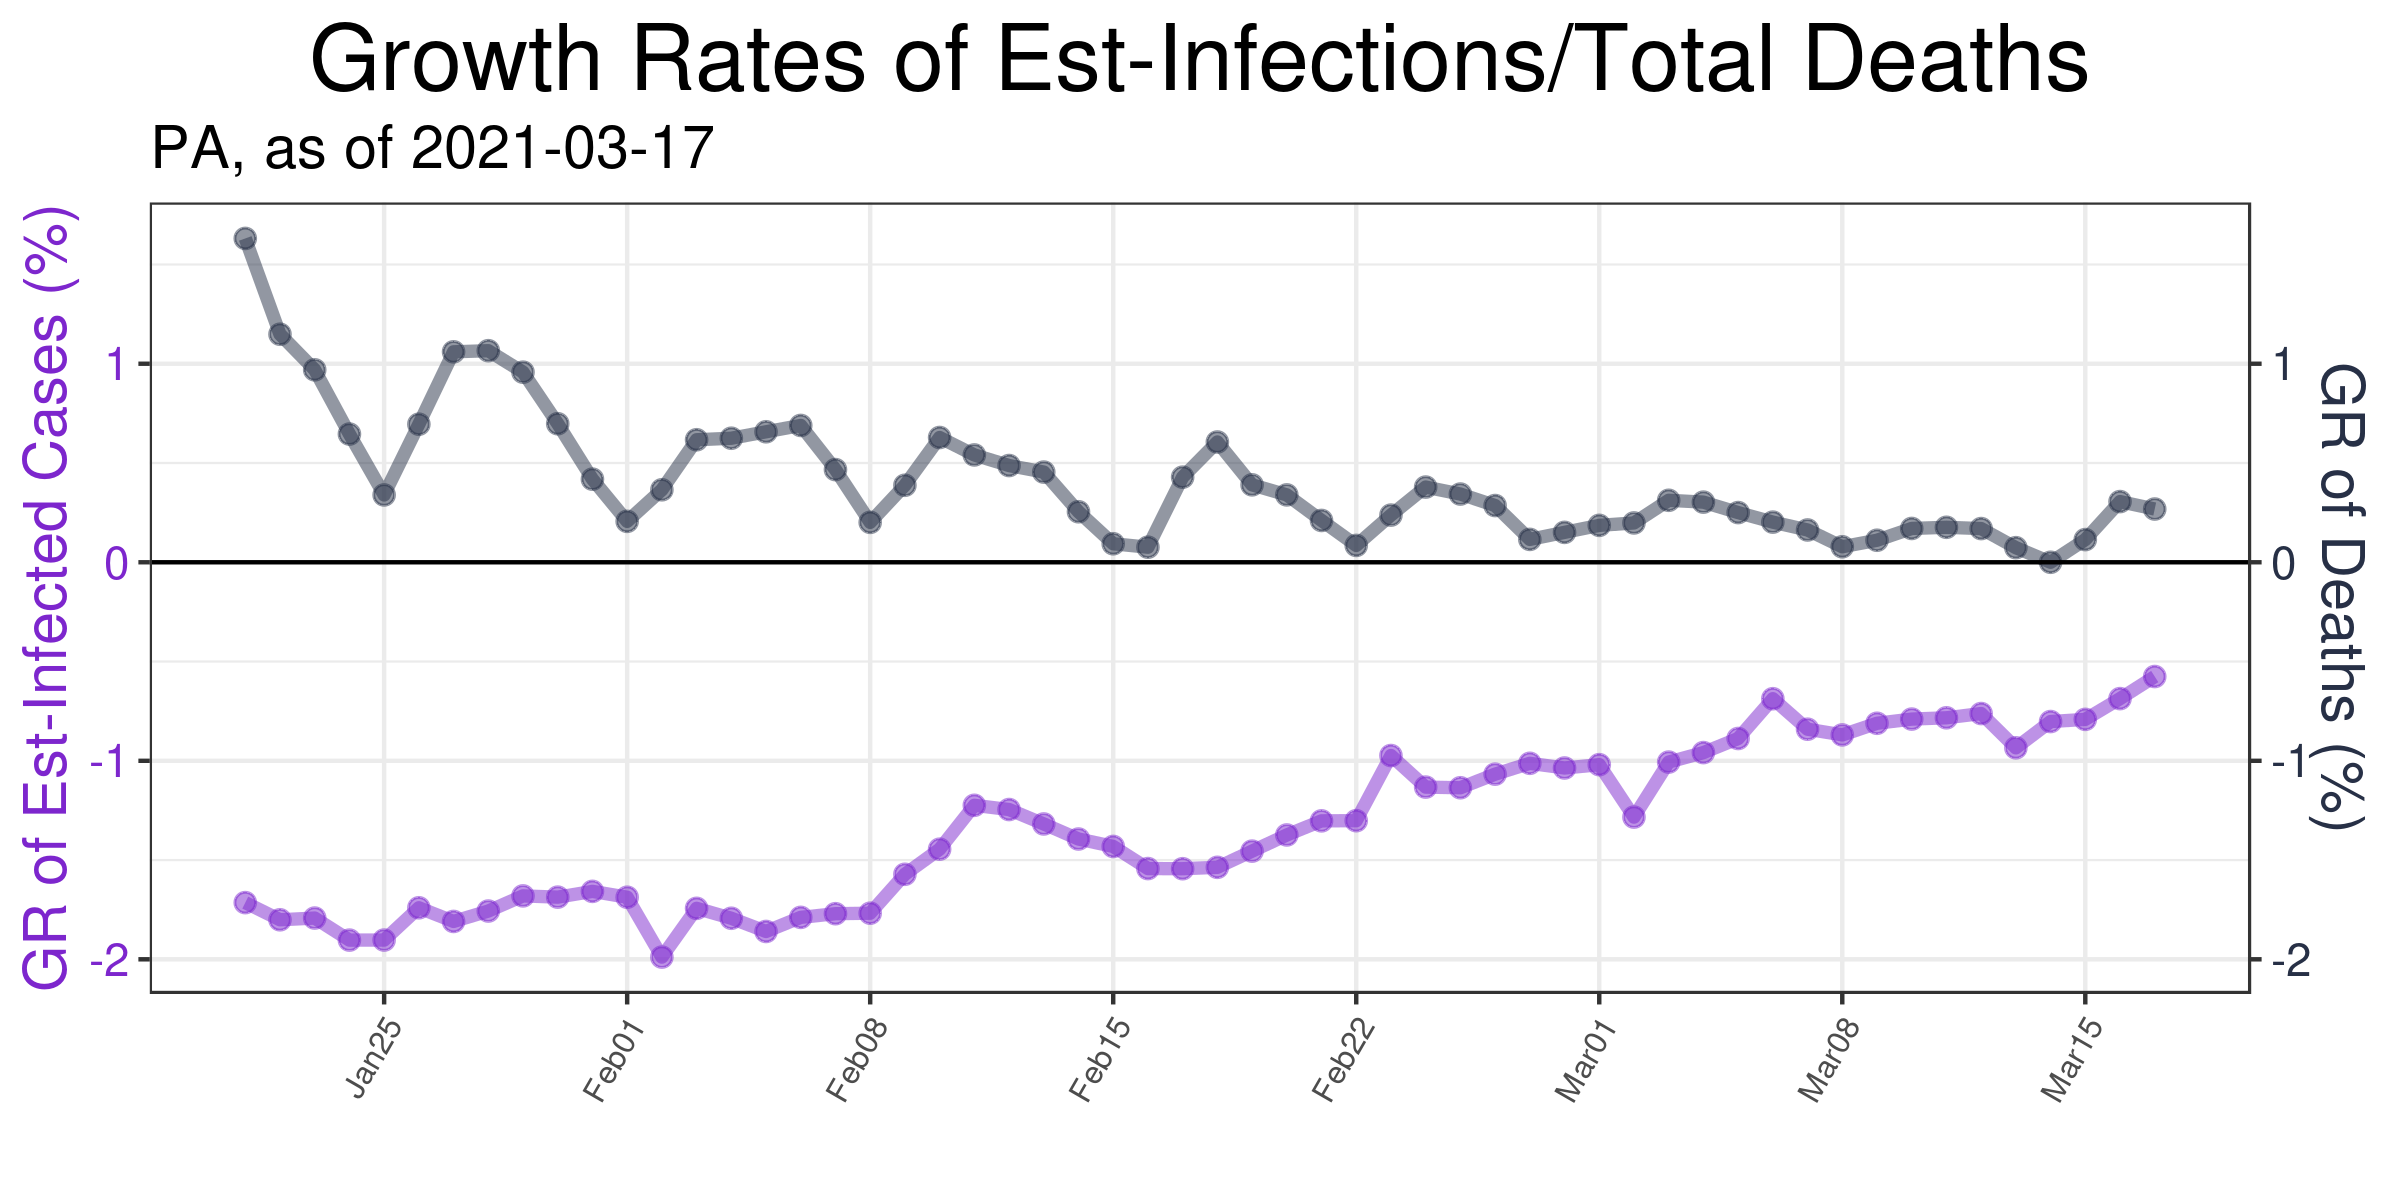 Growth Rates of Est-Infections/Total Deaths
PA, as of 2021-03-17
GR of Est-Infected Cases (%)
1
0
-1
-2
1
0
-1
-2
GR of Deaths (%)
Jan25
Feb01
Feb08
Feb15
Feb22
Mar01
Mar08
Mar15